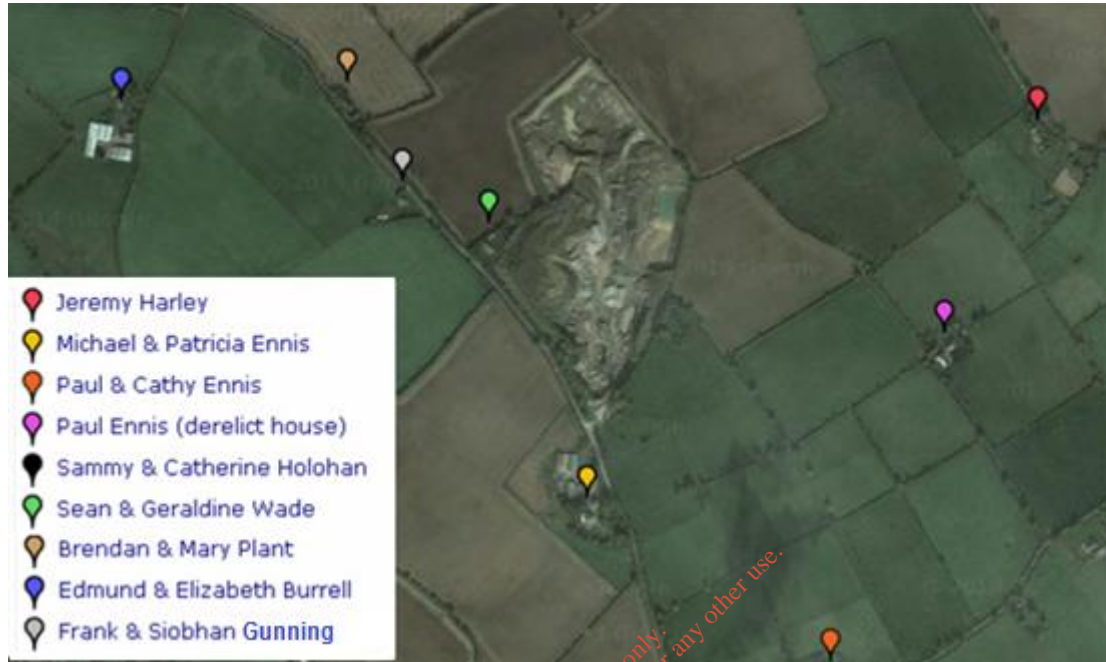 Jeremy Harley
Michael & Patricia Ennis
Paul & Cathy Ennis
Paul Ennis (derelict house)
Sammy & Catherine Holohan
Sean & Geraldine Wade
Brendan & Mary Plant
Edmund & Elizabeth Burrell
Frank & Siobhan Gunning
only.
any other use.